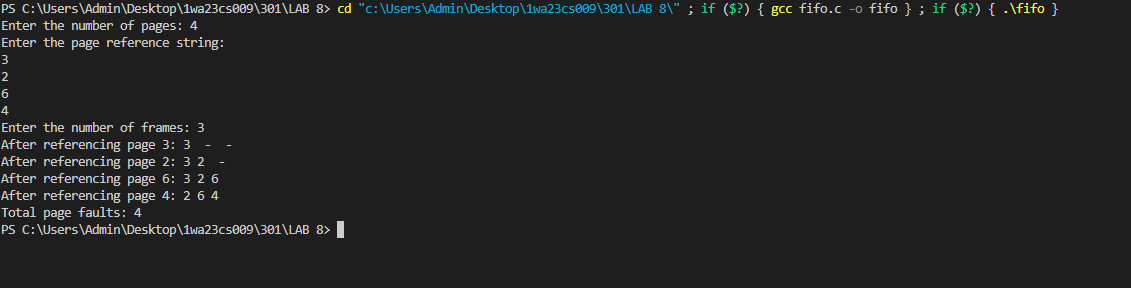 PS C:\Users\Admin\Desktop\1wa23cs009\301\LAB 8> cd "c:\Users\Admin\Desktop\1wa23cs009\301\LAB 8\" ; if ($?) { gcc fifo.c -o fifo } ; if ($?) { .\fifo }
Enter the number of pages: 4
Enter the page reference string:
3
2
6
4
Enter the number of frames: 3
After referencing page 3: 3  -  -
After referencing page 2: 3 2  -
After referencing page 6: 3 2 6
After referencing page 4: 2 6 4
Total page faults: 4
PS C:\Users\Admin\Desktop\1wa23cs009\301\LAB 8>